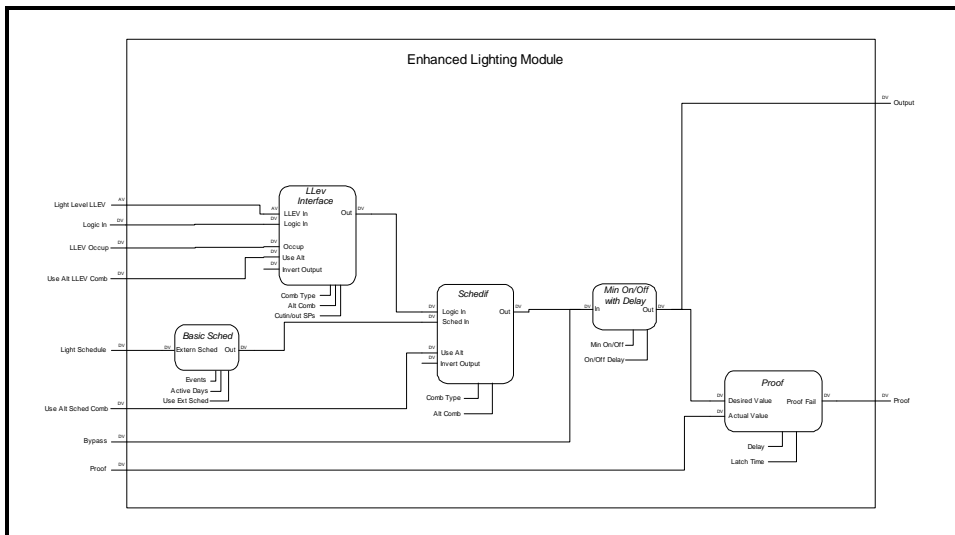 Enhanced Lighting Module
DV
Output
LLev
Interface
Light Level LLEV
AV
AV
LLEV In
Out
DV
Logic In
DV
DV
Logic In
LLEV Occup
DV
DV
Occup
DV
Use Alt
Use Alt LLEV Comb
DV
DV
Invert Output
Comb Type
Alt Comb
Cutin/out SPs
Schedif
DV
Logic In
Out
DV
DV
Sched In
DV
Use Alt
DV
Invert Output
Comb Type
Alt Comb
Min On/Off
with Delay
DV
In
Out
DV
Min On/Off
On/Off Delay
Basic Sched
Light Schedule
DV
DV
Extern Sched
Out
DV
Events
Active Days
Use Ext Sched
Use Alt Sched Comb
DV
Bypass
DV
Proof
DV
Proof
DV
Desired Value
Proof Fail
DV
DV
Actual Value
Delay
Latch Time
DV
Proof